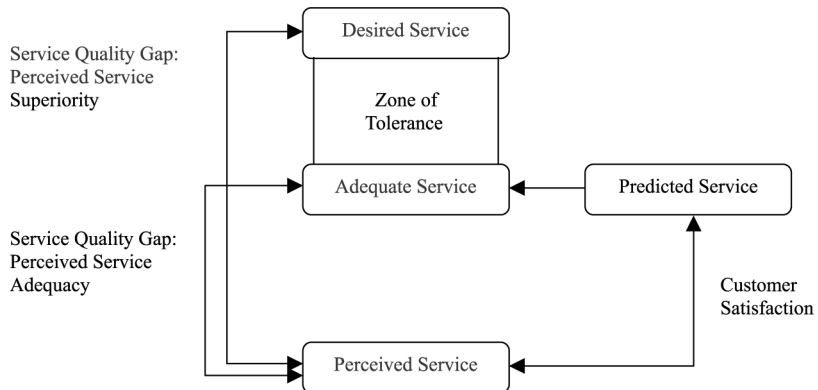 Desired Service
Service Quality Gap:
Perceived Service
Superiority
Zone of
Tolerance
Adequate Service
Predicted Service
Service Quality Gap:
Perceived Service
Adequacy
Customer
Satisfaction
Perceived Service